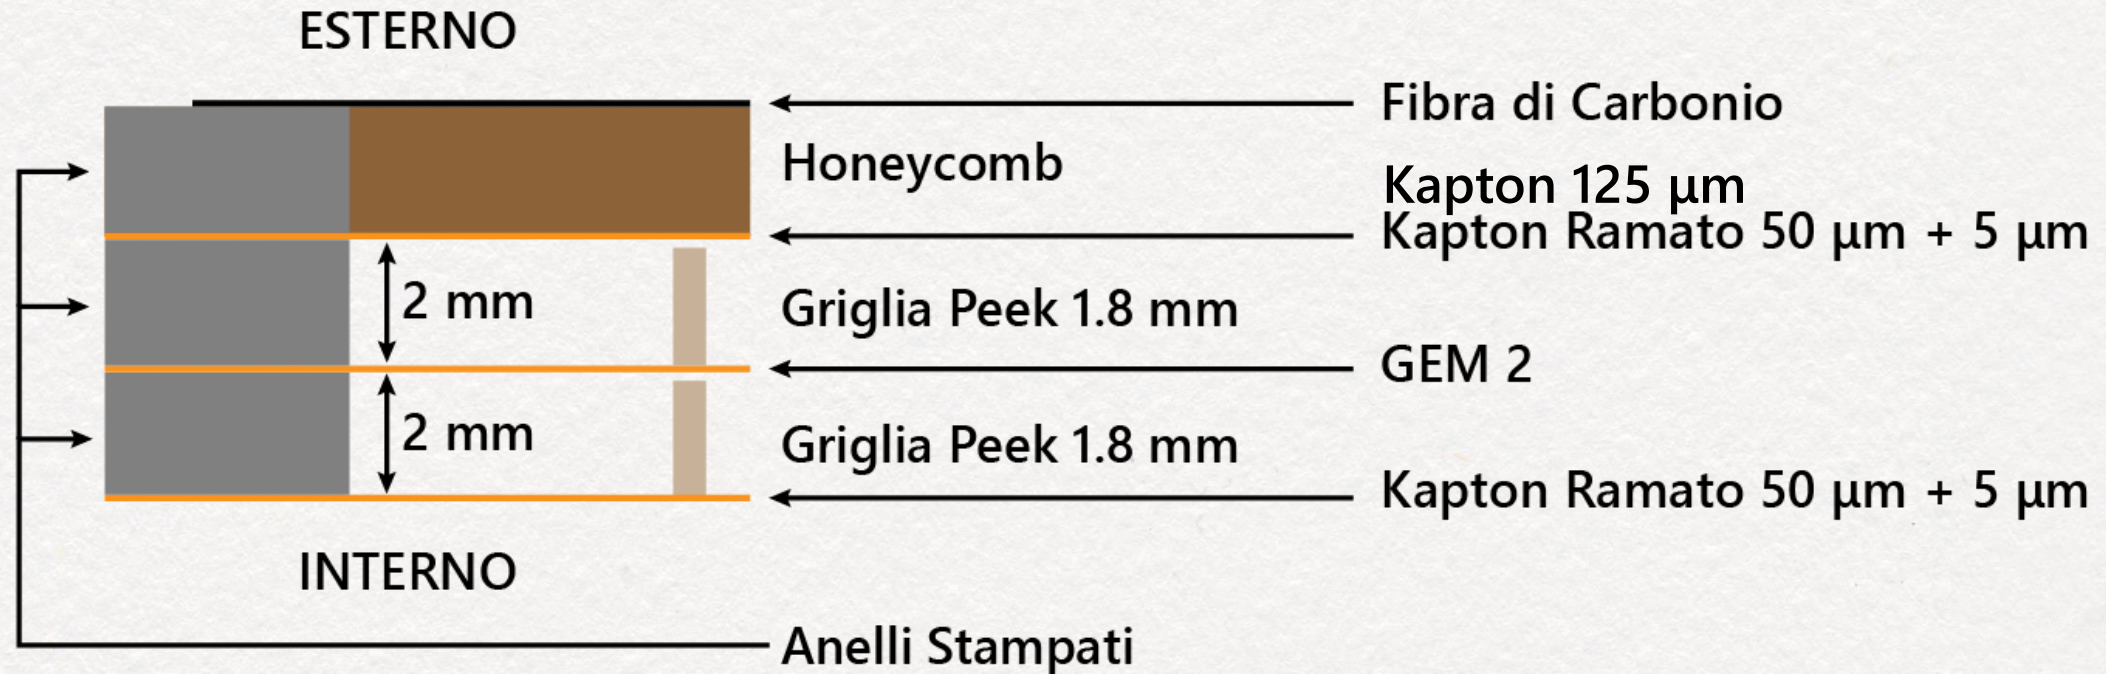 ESTERNO
Fibra di Carbonio
Honeycomb
Kapton 125 µm
Kapton Ramato 50 µm + 5 µm
2 mm
Griglia Peek 1.8 mm
GEM 2
2 mm
Griglia Peek 1.8 mm
Kapton Ramato 50 µm + 5 µm
INTERNO
Anelli Stampati